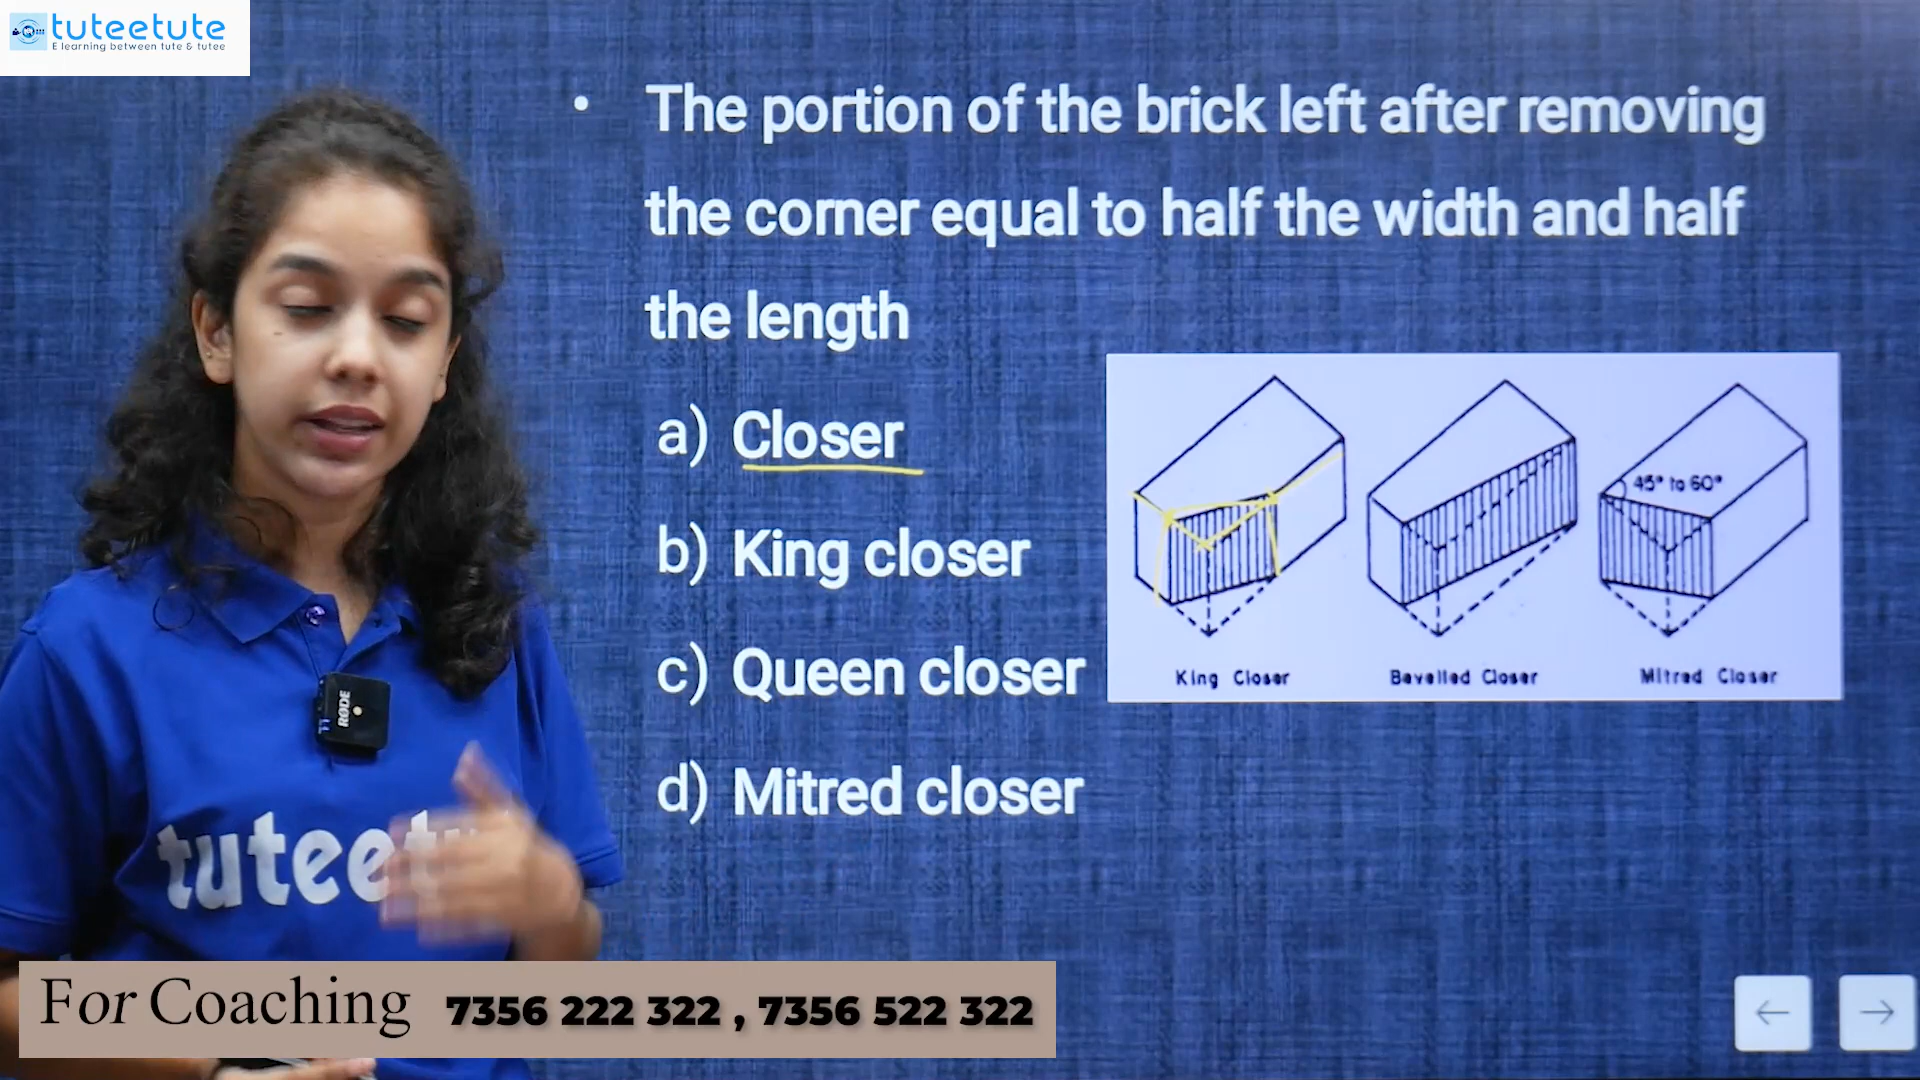 tuteetute
E learning between tute & tutee
• The portion of the brick left after removing
the corner equal to half the width and half
the length
a) Closer
b) King closer
c) Queen closer
d) Mitred closer
45° to 60°
King Closer
Bevelled Closer
Mitred Closer
RØDE
tuteetu
For Coaching 7356 222 322 , 7356 522 322
← →